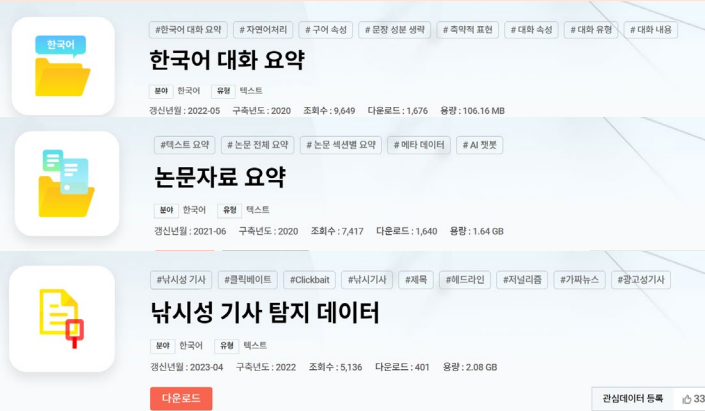 한국어
#한국어 대화 요약 # 자연어처리 # 구어 속성 # 문장 성분 생략 # 축약적 표현 # 대화 속성 # 대화 유형 # 대화 내용
한국어 대화 요약
분야 한국어 유형 텍스트
갱신년월 : 2022-05 구축년도 : 2020 조회수 : 9,649 다운로드 : 1,676 용량 : 106.16 MB
#텍스트 요약 # 논문 전체 요약 # 논문 섹션별 요약 # 메타 데이터 # AI 챗봇
논문자료 요약
분야 한국어 유형 텍스트
갱신년월 : 2021-06 구축년도 : 2020 조회수 : 7,417 다운로드 : 1,640 용량 : 1.64 GB
#낚시성 기사 #클릭베이트 #Clickbait #낚시기사 #제목 #헤드라인 #저널리즘 #가짜뉴스 #광고성기사
낚시성 기사 탐지 데이터
분야 한국어 유형 텍스트
갱신년월 : 2023-04 구축년도 : 2022 조회수 : 5,136 다운로드 : 401 용량 : 2.08 GB
다운로드 관심데이터 등록 33